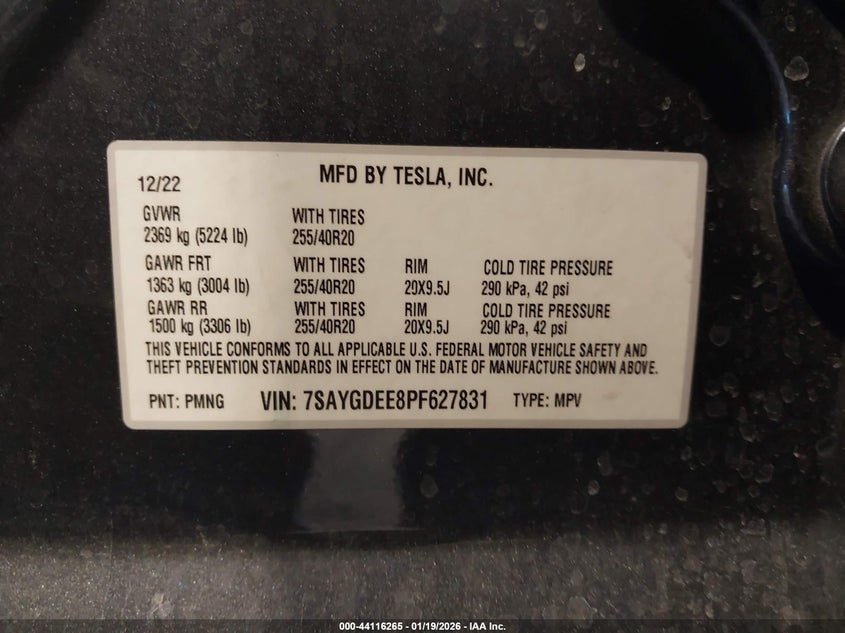 12/22 MFD BY TESLA, INC.
GVWR WITH TIRES
2369 kg (5224 lb) 255/40R20
GAWR FRT WITH TIRES RIM COLD TIRE PRESSURE
1363 kg (3004 lb) 255/40R20 20X9.5J 290 kPa, 42 psi
GAWR RR WITH TIRES RIM COLD TIRE PRESSURE
1500 kg (3306 lb) 255/40R20 20X9.5J 290 kPa, 42 psi
THIS VEHICLE CONFORMS TO ALL APPLICABLE U.S. FEDERAL MOTOR VEHICLE SAFETY AND
THEFT PREVENTION STANDARDS IN EFFECT ON THE DATE OF MANUFACTURE SHOWN ABOVE.
PNT: PMNG VIN: 7SAYGDEE8PF627831 TYPE: MPV
000-44116265 - 01/19/2026 - IAA Inc.